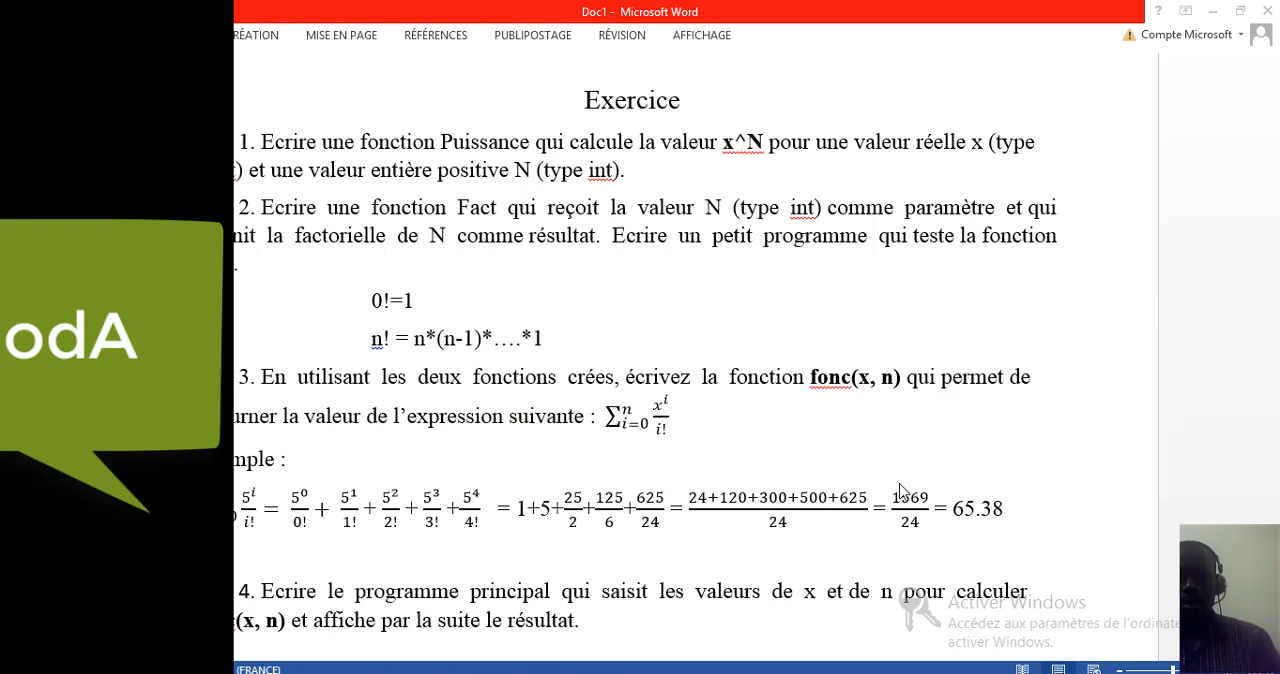 Doc1 - Microsoft Word
RÉATION MISE EN PAGE RÉFÉRENCES PUBLIPOSTAGE RÉVISION AFFICHAGE Compte Microsoft
Exercice
1. Ecrire une fonction Puissance qui calcule la valeur x^N pour une valeur réelle x (type
) et une valeur entière positive N (type int).
2. Ecrire une fonction Fact qui reçoit la valeur N (type int) comme paramètre et qui
nit la factorielle de N comme résultat. Ecrire un petit programme qui teste la fonction
.
0!=1
n! = n*(n-1)*….*1
odA
3. En utilisant les deux fonctions crées, écrivez la fonction fonc(x, n) qui permet de
urner la valeur de l’expression suivante : ∑ⁿᵢ₌₀ xⁱ/i!
mple :
5ⁱ/i! = 5⁰/0! + 5¹/1! + 5²/2! + 5³/3! + 5⁴/4! = 1+5+25/2+125/6+625/24 = 24+120+300+500+625/24 = 1569/24 = 65.38
4. Ecrire le programme principal qui saisit les valeurs de x et de n pour calculer
(x, n) et affiche par la suite le résultat.
Activer Windows
Accédez aux paramètres de l'ordinate
activer Windows.
(FRANCE)